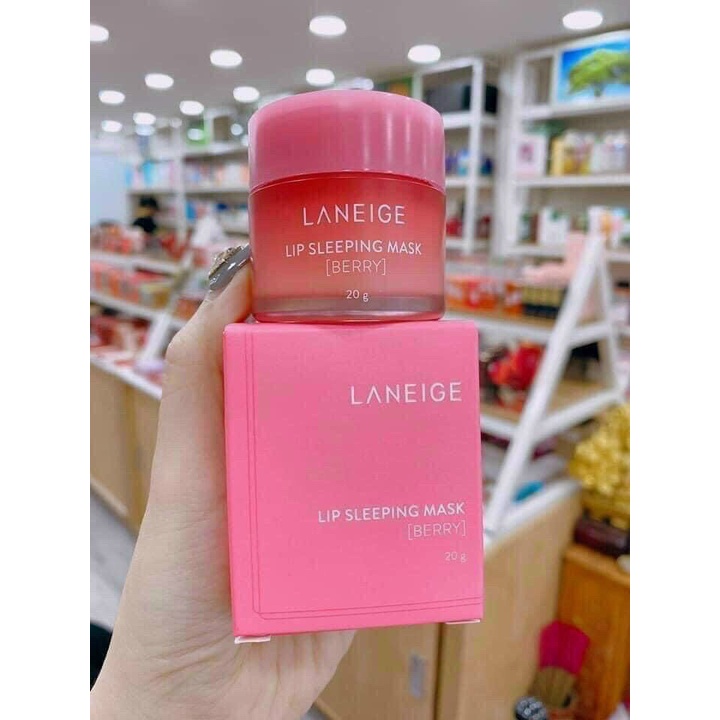 LANEIGE
LIP SLEEPING MASK
[BERRY]
20 g
LANEIGE
LIP SLEEPING MASK
[BERRY]
20 g